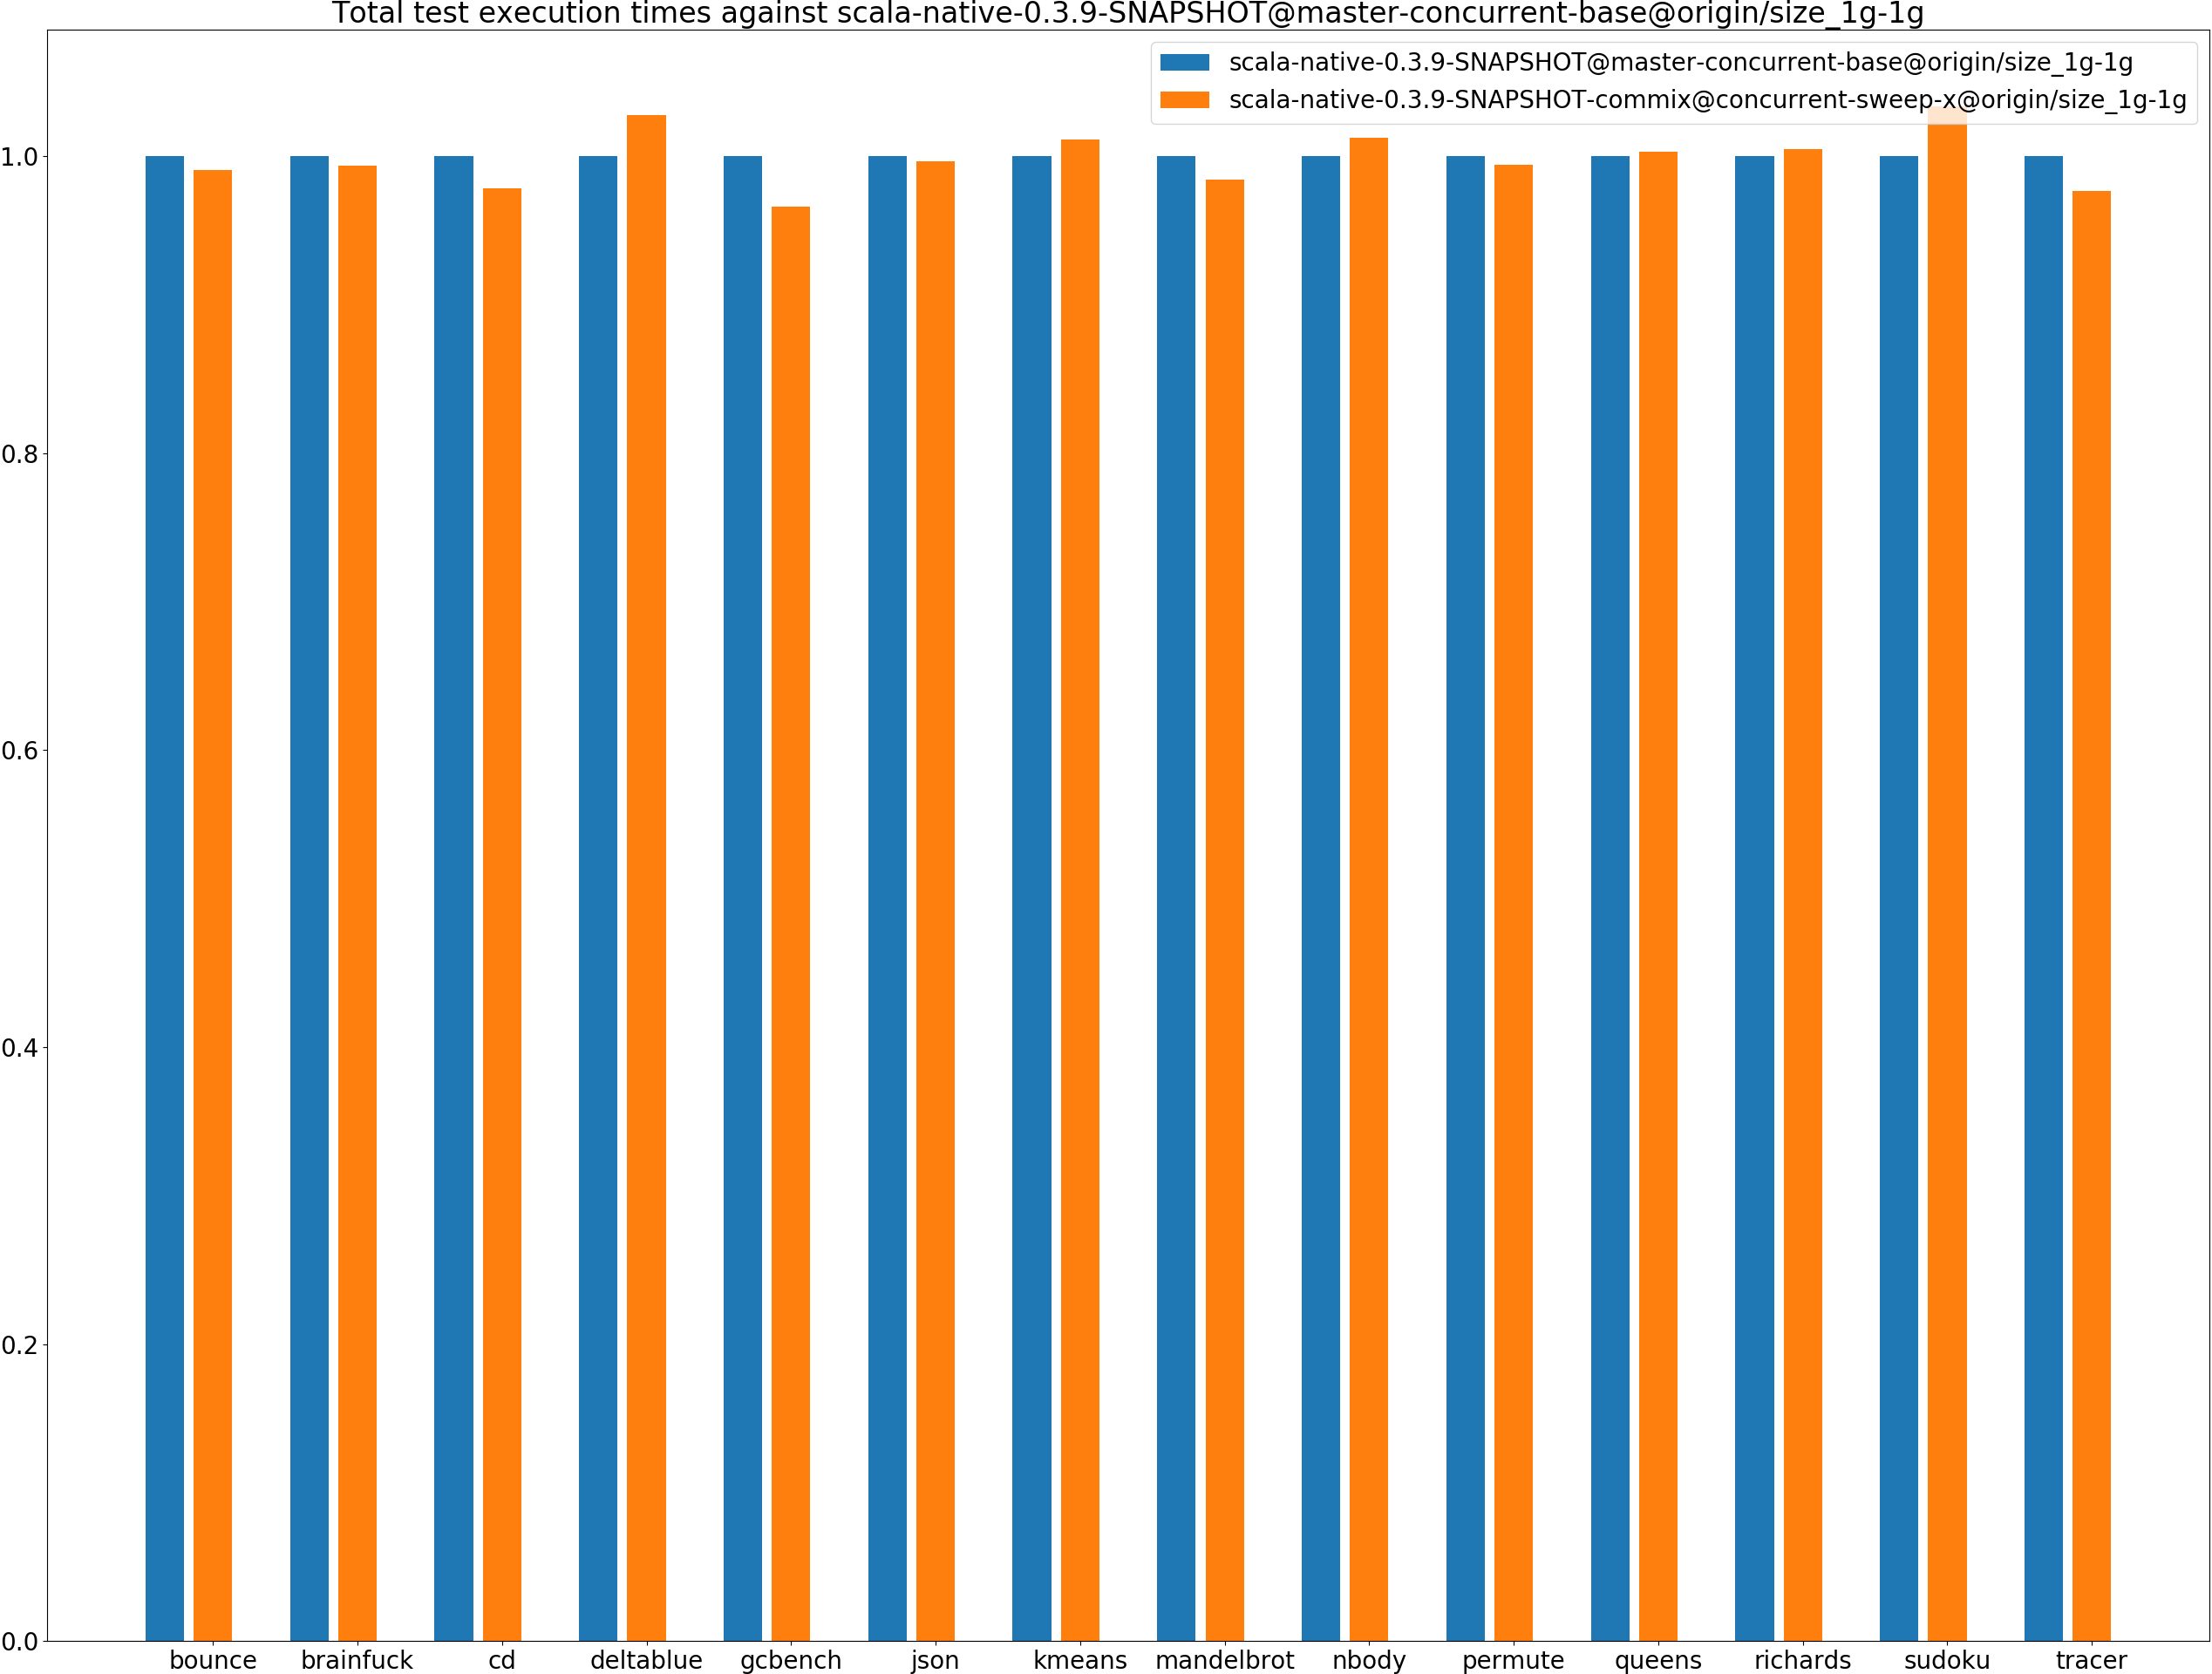 Total test execution times against scala-native-0.3.9-SNAPSHOT@master-concurrent-base@origin/size_1g-1g
scala-native-0.3.9-SNAPSHOT@master-concurrent-base@origin/size_1g-1g
scala-native-0.3.9-SNAPSHOT-commix@concurrent-sweep-x@origin/size_1g-1g
1.0
0.8
0.6
0.4
0.2
0.0
bounce brainfuck cd deltablue gcbench json kmeans mandelbrot nbody permute queens richards sudoku tracer